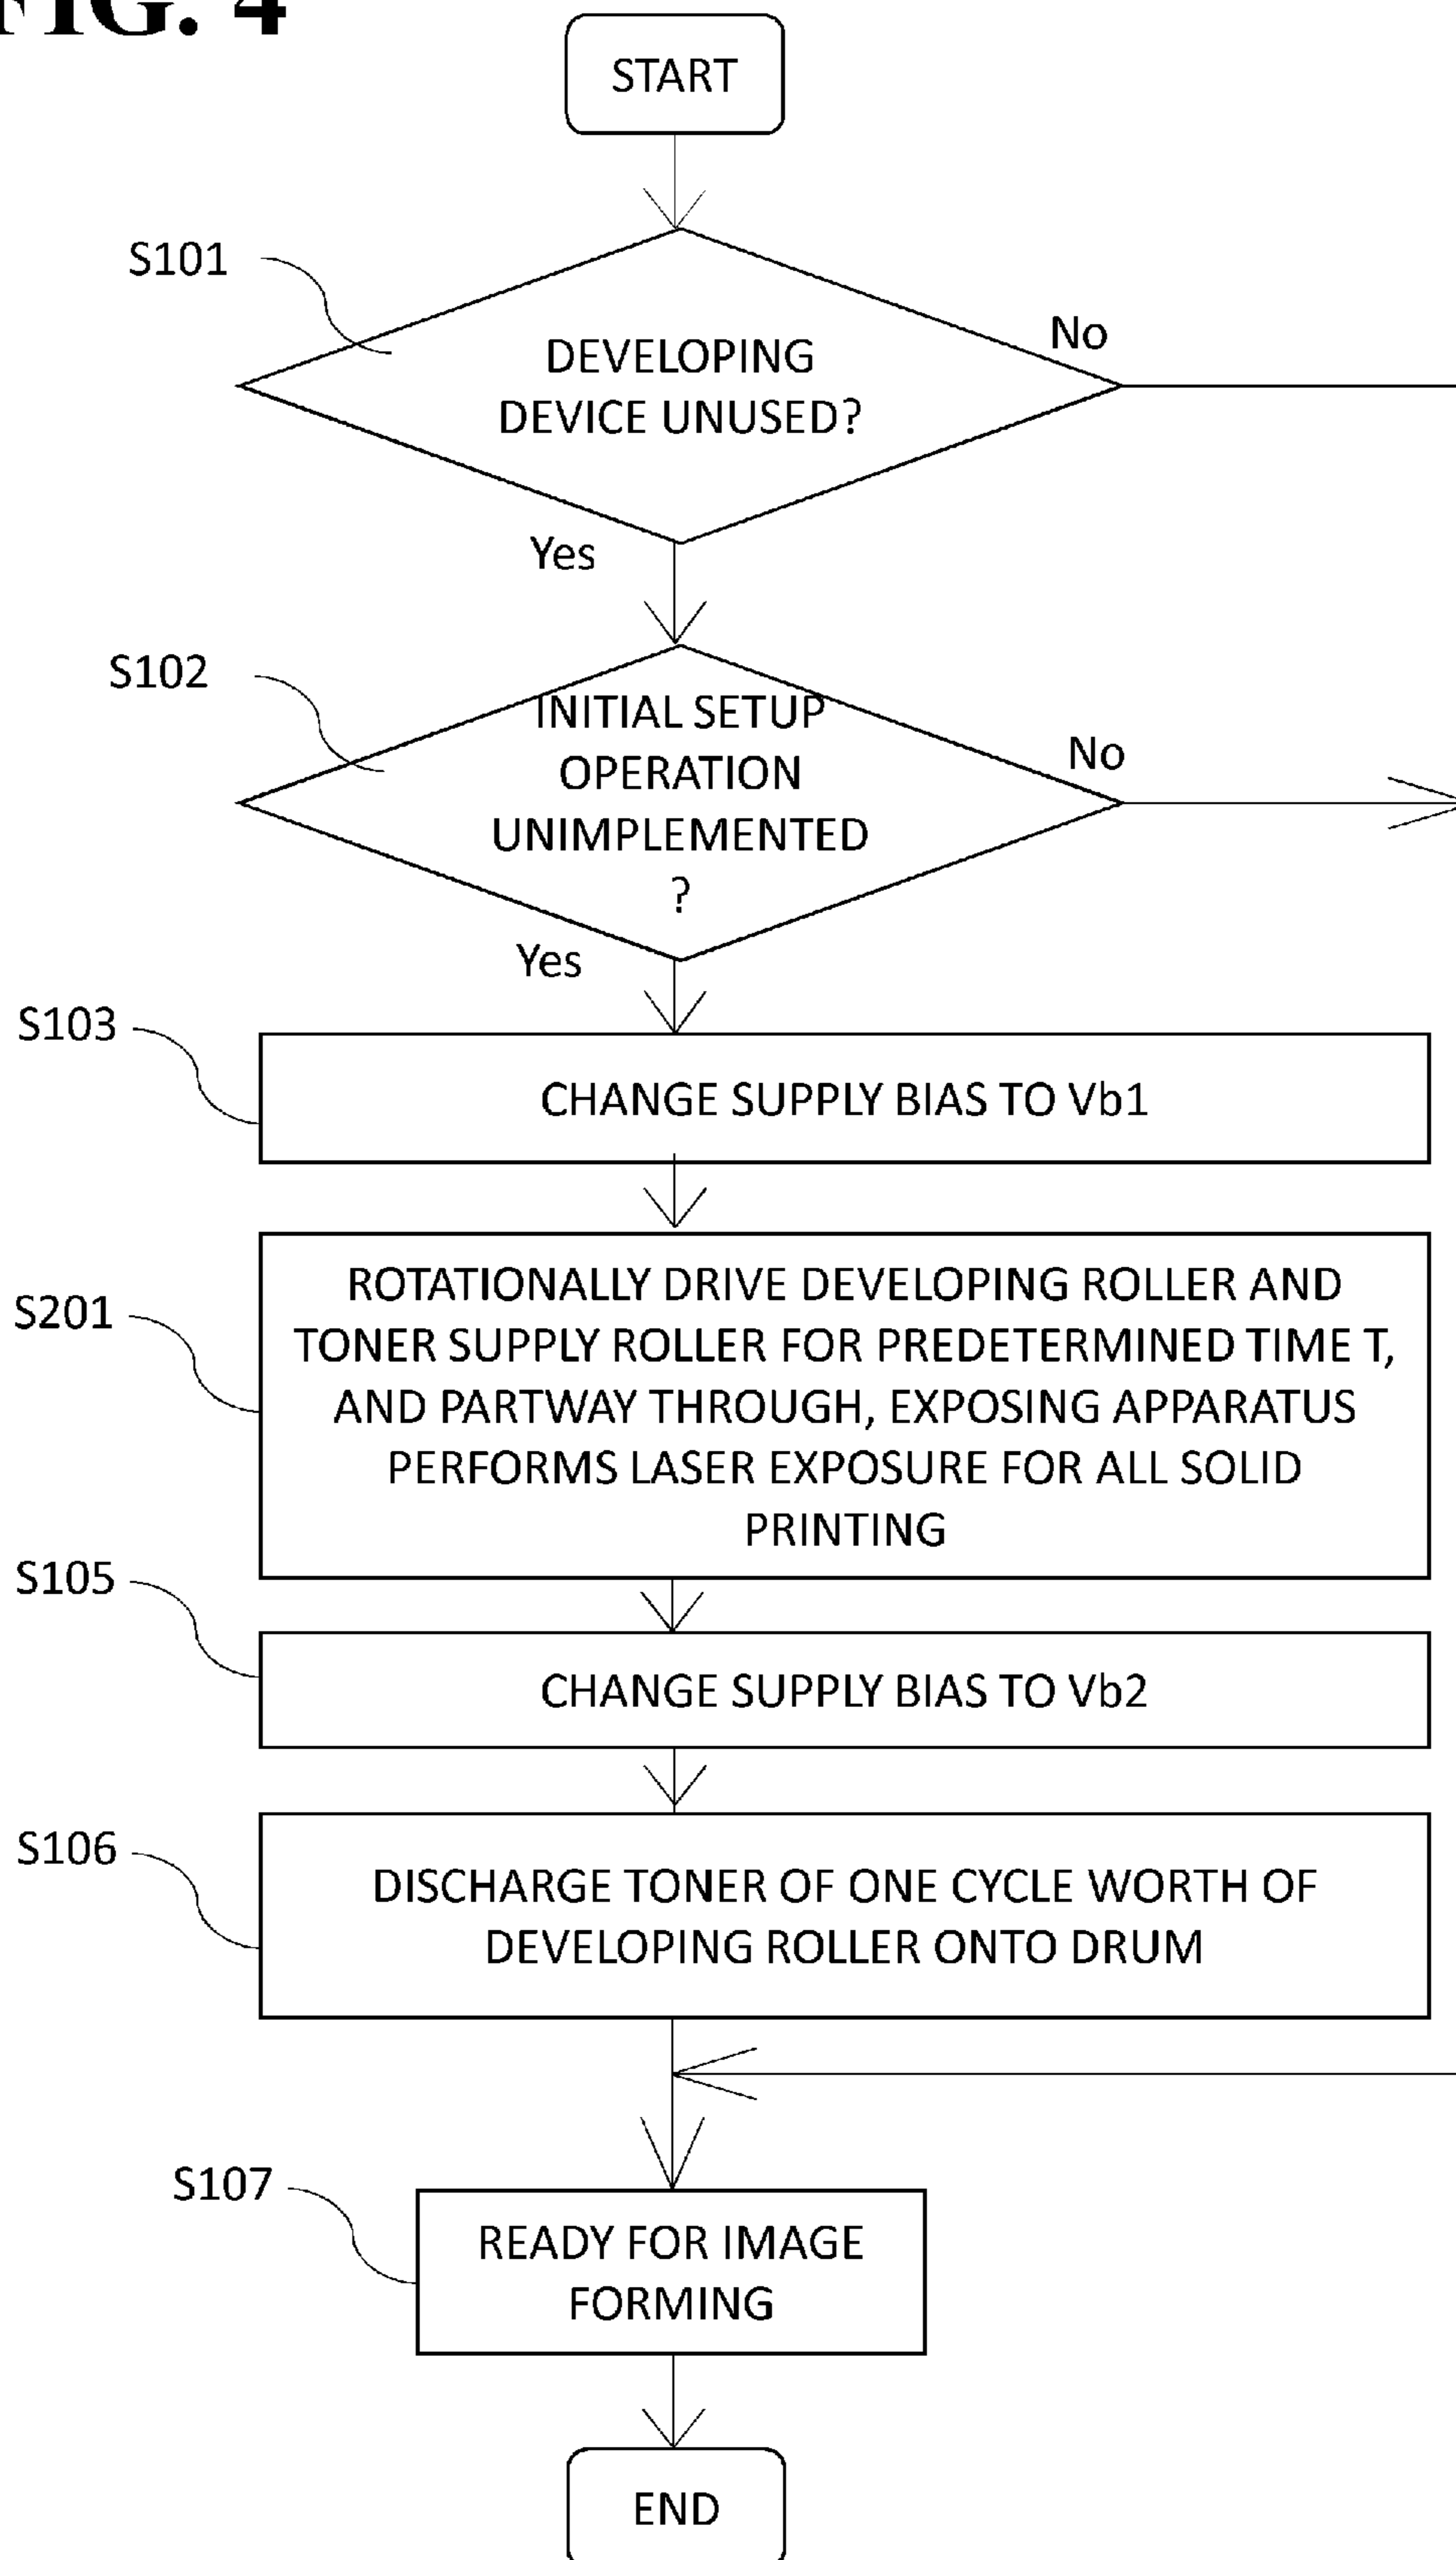 FIG. 4
START
S101
DEVELOPING
DEVICE UNUSED?
No
Yes
S102
INITIAL SETUP
OPERATION
UNIMPLEMENTED
?
No
Yes
S103
CHANGE SUPPLY BIAS TO Vb1
S201
ROTATIONALLY DRIVE DEVELOPING ROLLER AND
TONER SUPPLY ROLLER FOR PREDETERMINED TIME T,
AND PARTWAY THROUGH, EXPOSING APPARATUS
PERFORMS LASER EXPOSURE FOR ALL SOLID
PRINTING
S105
CHANGE SUPPLY BIAS TO Vb2
S106
DISCHARGE TONER OF ONE CYCLE WORTH OF
DEVELOPING ROLLER ONTO DRUM
S107
READY FOR IMAGE
FORMING
END